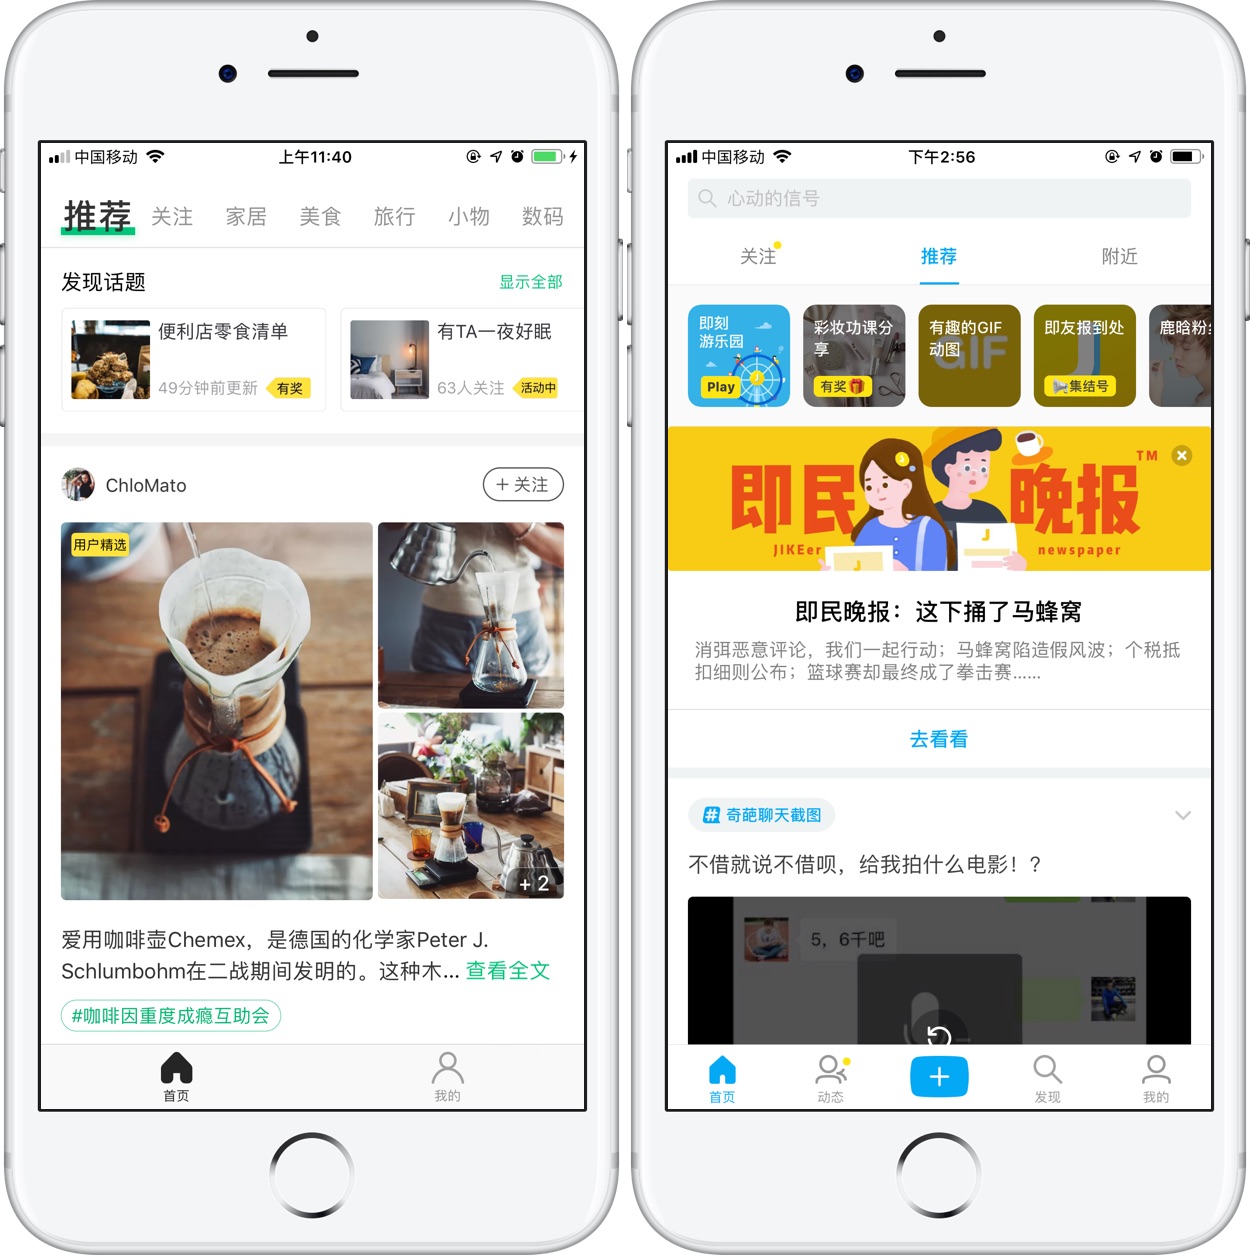 中国移动
上午11:40
推荐 关注 家居 美食 旅行 小物 数码
发现话题
显示全部
便利店零食清单
49分钟前更新
有奖
有TA一夜好眠
63人关注
活动中
ChloMato
+ 关注
用户精选
+ 2
爱用咖啡壶Chemex，是德国的化学家Peter J.
Schlumbohm在二战期间发明的。这种木... 查看全文
#咖啡因重度成瘾互助会
首页
我的
中国移动
下午2:56
心动的信号
关注 推荐 附近
即刻
游乐园
Play
彩妆功课分
享
有奖
有趣的GIF
动图
GIF
即友报到处
集结号
鹿晗粉丝
即民晚报
TM
JIKEer
newspaper
即民晚报：这下捅了马蜂窝
消弭恶意评论，我们一起行动；马蜂窝陷造假风波；个税抵
扣细则公布；篮球赛却最终成了拳击赛......
去看看
# 奇葩聊天截图
不借就说不借呗，给我拍什么电影！？
5，6千吧
首页
动态
发现
我的